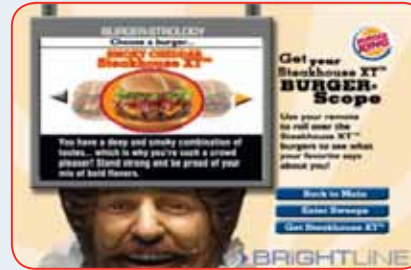 BURGER-STROLOGY
Choose a burger...
SMOKY CHEDDAR
Steakhouse XT™
You have a deep and smoky combination of
tastes... which is why you're such a crowd
pleaser! Stand strong and be proud of your
mix of bold flavors.
BURGER
KING
Get your
Steakhouse XT™
BURGER-
Scope
Use your remote
to roll over the
Steakhouse XT™
burgers to see what
your favorite says
about you!
Back to Main
Enter Sweeps
Get Steakhouse XT™
BRIGHTLINE